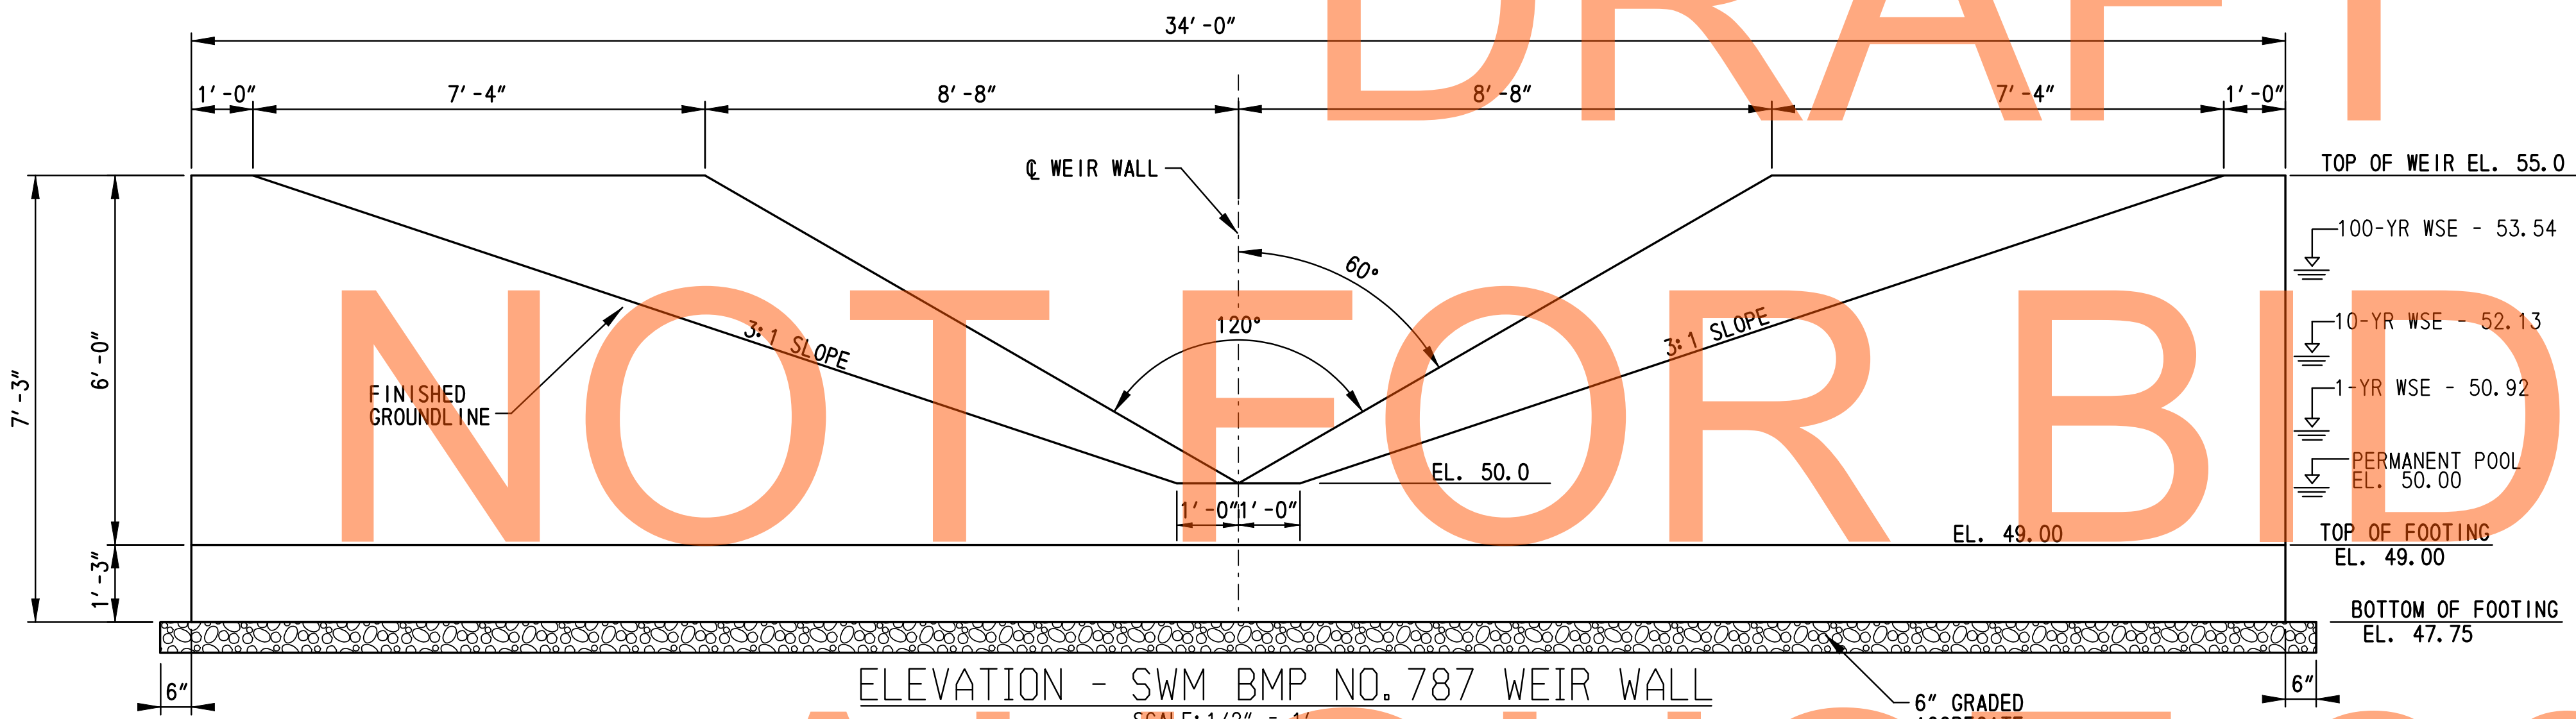 DRAFT
34'-0"
1'-0" 7'-4" 8'-8" 8'-8" 7'-4" 1'-0"
℄ WEIR WALL
TOP OF WEIR EL. 55.0
100-YR WSE - 53.54
60°
10-YR WSE - 52.13
120°
3:1 SLOPE
3:1 SLOPE
NOT FOR BID
7'-3"
6'-0"
FINISHED
GROUNDLINE
1-YR WSE - 50.92
EL. 50.0
PERMANENT POOL
EL. 50.00
1'-0" 1'-0"
EL. 49.00
TOP OF FOOTING
EL. 49.00
1'-3"
BOTTOM OF FOOTING
EL. 47.75
ELEVATION - SWM BMP NO. 787 WEIR WALL
6"
6"
6" GRADED